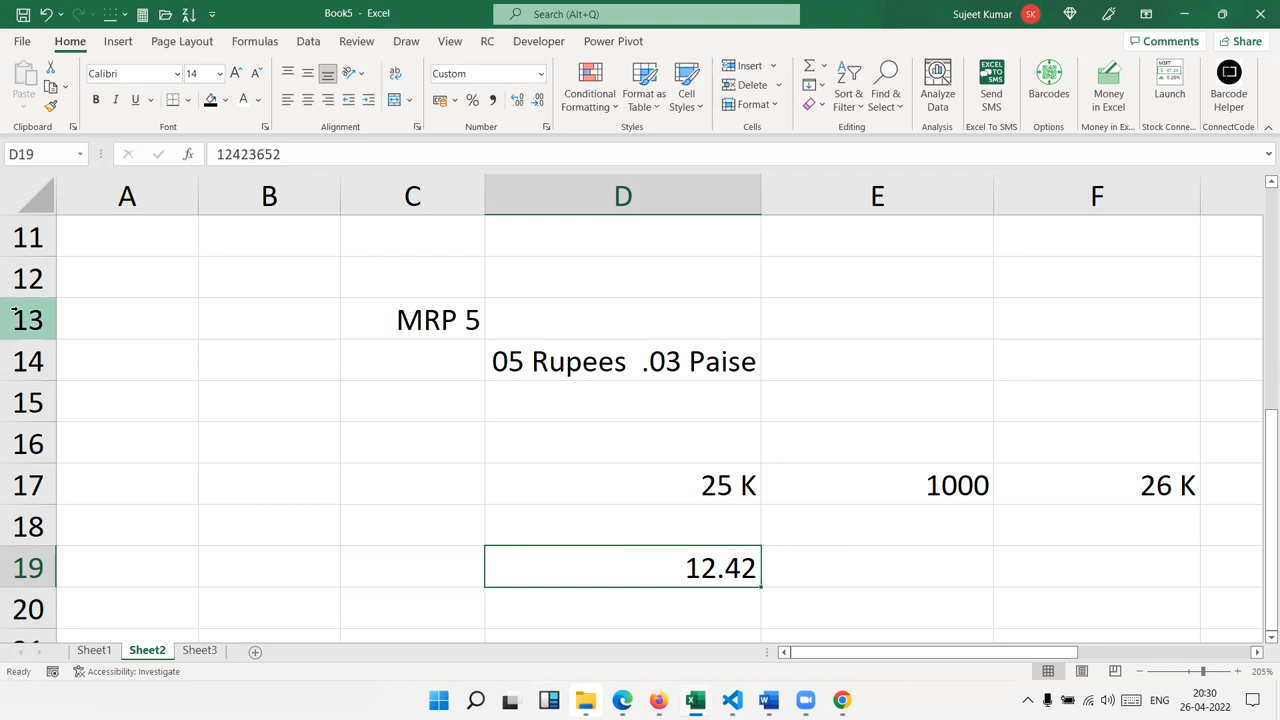 Book5 - Excel
Search (Alt+Q)
Sujeet Kumar
SK
File Home Insert Page Layout Formulas Data Review View Draw RC Developer Power Pivot
Comments
Share
Paste
Calibri
14
Custom
Conditional Formatting
Format as Table
Cell Styles
Insert
Delete
Format
Sort & Filter
Find & Select
Analyze Data
Send SMS
Barcodes
Money in Excel
Launch
Barcode Helper
Clipboard
Font
Alignment
Number
Styles
Cells
Editing
Analysis
Excel To SMS
Options
Money in Ex...
Stock Conne...
ConnectCode
D19
fx
12423652
A B C D E F
11
12
13 MRP 5
14 05 Rupees .03 Paise
15
16
17 25 K 1000 26 K
18
19 12.42
20
Sheet1 Sheet2 Sheet3
Ready
Accessibility: Investigate
205%
ENG
20:30
26-04-2022